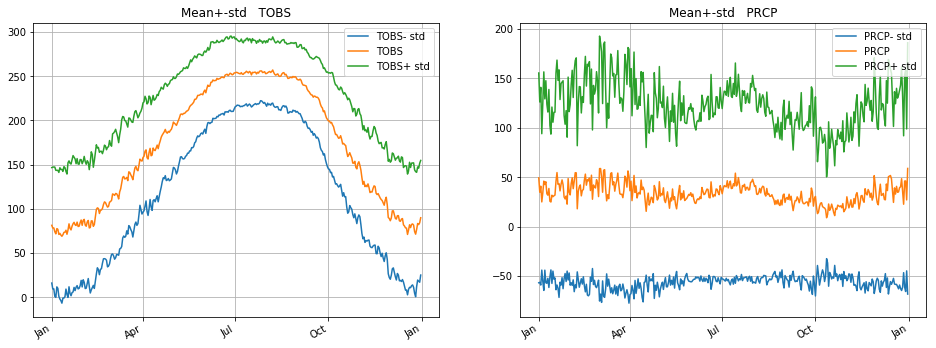 Mean+-std TOBS
300
250
200
150
100
50
0
Jan
Apr
Jul
Oct
Jan
TOBS- std
TOBS
TOBS+ std
Mean+-std PRCP
200
150
100
50
0
−50
Jan
Apr
Jul
Oct
Jan
PRCP- std
PRCP
PRCP+ std